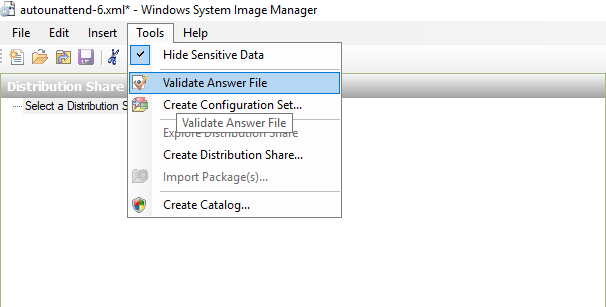 autounattend-6.xml* - Windows System Image Manager
File Edit Insert Tools Help
Hide Sensitive Data
Distribution Share
Validate Answer File
Select a Distribution S
Create Configuration Set...
Validate Answer File
Explore Distribution Share
Create Distribution Share...
Import Package(s)...
Create Catalog...